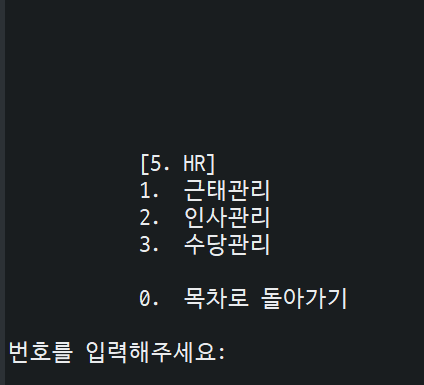 [5. HR]
1. 근태관리
2. 인사관리
3. 수당관리
0. 목차로 돌아가기
번호를 입력해주세요: